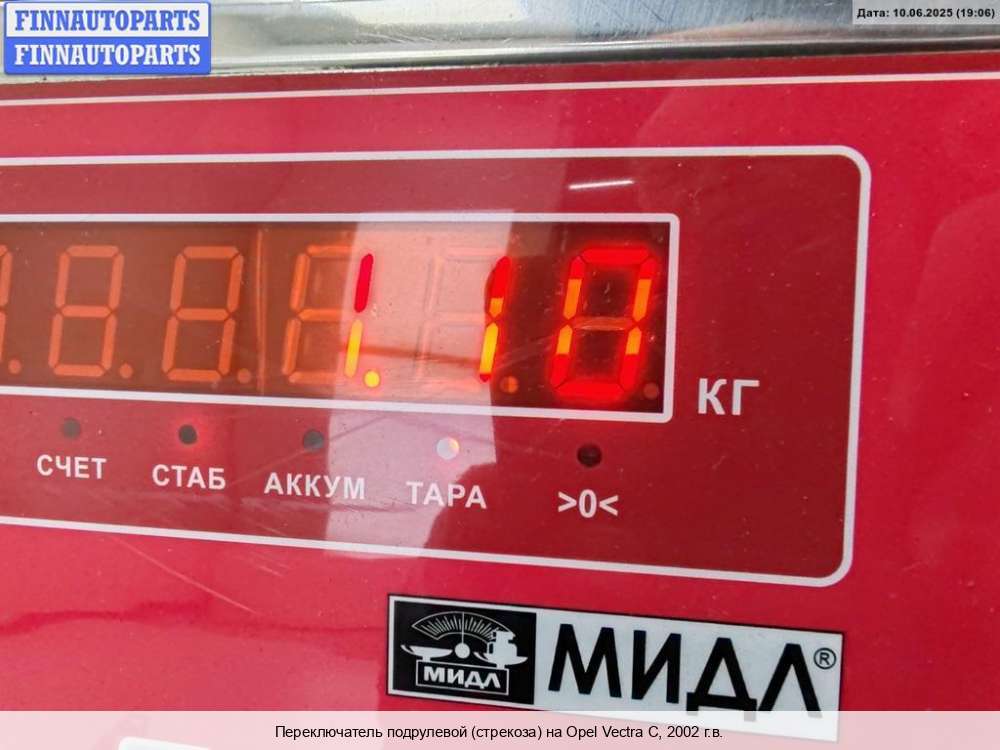 FINNAUTOPARTS
FINNAUTOPARTS
Дата: 10.06.2025 (19:06)
1.10
КГ
СЧЕТ СТАБ АККУМ ТАРА >0<
МИДЛ
МИДЛ®
Переключатель подрулевой (стрекоза) на Opel Vectra C, 2002 г.в.